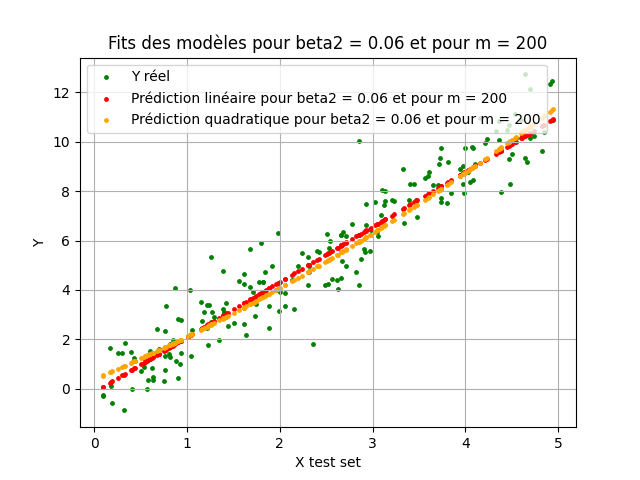 Fits des modèles pour beta2 = 0.06 et pour m = 200
Y réel
Prédiction linéaire pour beta2 = 0.06 et pour m = 200
Prédiction quadratique pour beta2 = 0.06 et pour m = 200
12
10
8
6
4
2
0
Y
0 1 2 3 4 5
X test set